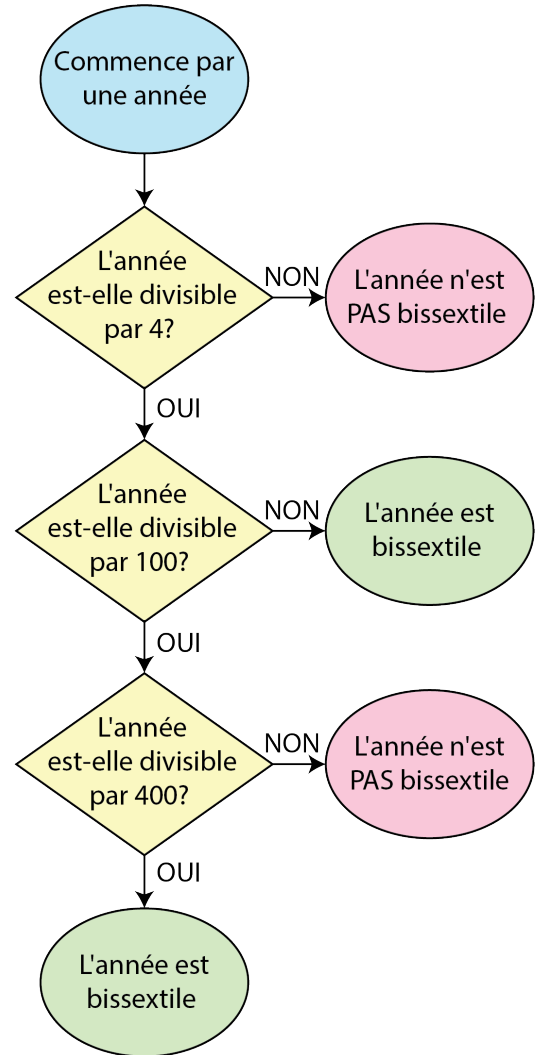 Commence par
une année
L'année
est-elle divisible
par 4?
NON
L'année n'est
PAS bissextile
OUI
L'année
est-elle divisible
par 100?
NON
L'année est
bissextile
OUI
L'année
est-elle divisible
par 400?
NON
L'année n'est
PAS bissextile
OUI
L'année est
bissextile